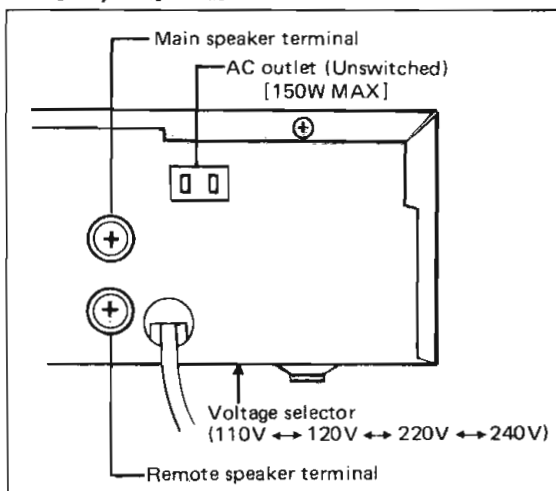 Main speaker terminal
AC outlet (Unswitched)
[150W MAX]
Voltage selector
(110V ↔ 120V ↔ 220V ↔ 240V)
Remote speaker terminal